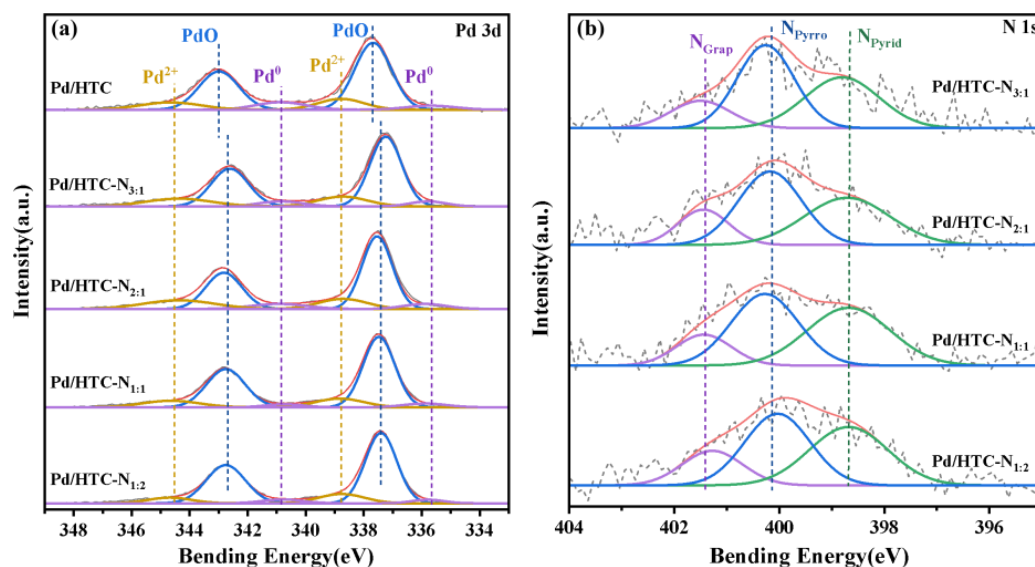 (a)
PdO
PdO
Pd 3d
Pd²⁺
Pd⁰
Pd²⁺
Pd⁰
Pd/HTC
Pd/HTC-N₃:₁
Pd/HTC-N₂:₁
Pd/HTC-N₁:₁
Pd/HTC-N₁:₂
Intensity(a.u.)
348 346 344 342 340 338 336 334
Bending Energy(eV)
(b)
N 1s
N_Grap
N_Pyrro
N_Pyrid
Pd/HTC-N₃:₁
Pd/HTC-N₂:₁
Pd/HTC-N₁:₁
Pd/HTC-N₁:₂
Intensity(a.u.)
404 402 400 398 396
Bending Energy(eV)